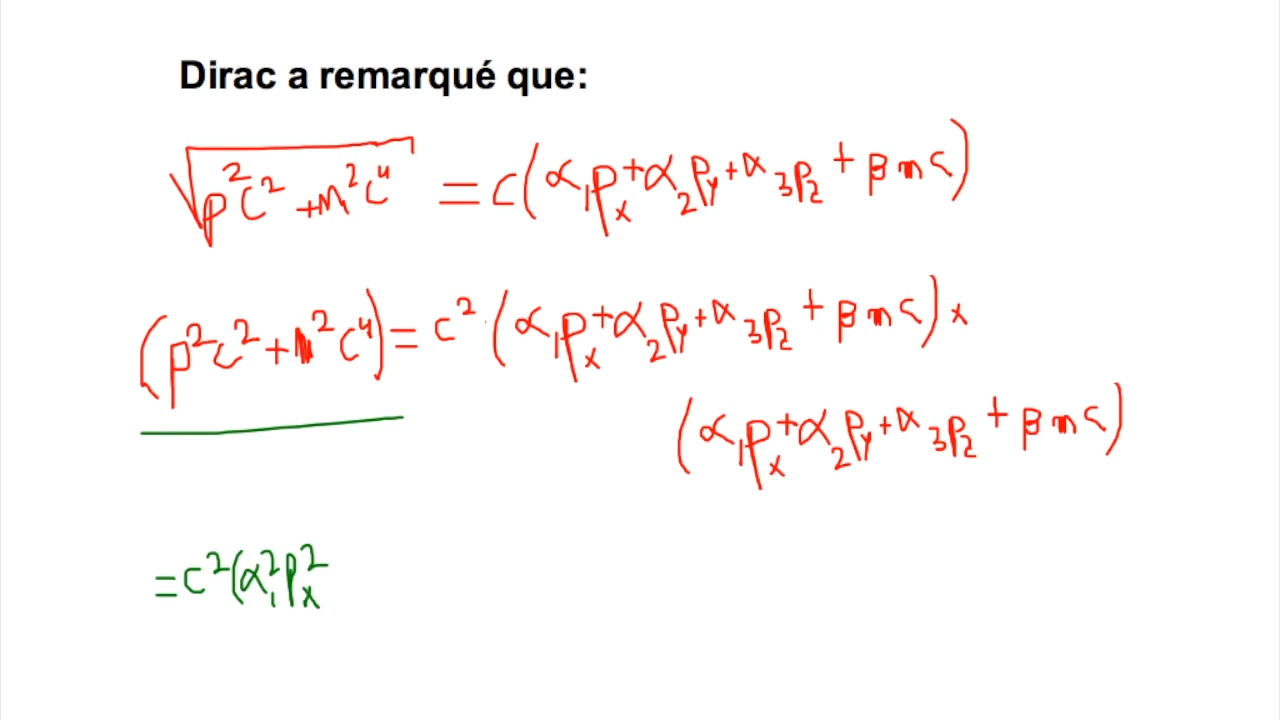 Dirac a remarqué que:
√(p²c² + m²c⁴) = c(α₁pₓ + α₂p_y + α₃p_z + βmc)
(p²c² + m²c⁴) = c²(α₁pₓ + α₂p_y + α₃p_z + βmc) ×
(α₁pₓ + α₂p_y + α₃p_z + βmc)
= c²(α₁²pₓ²